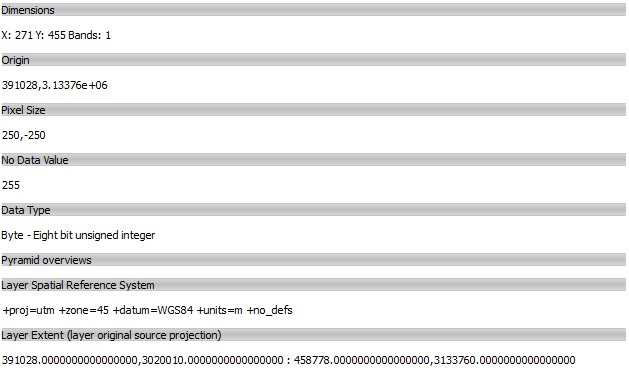 Dimensions
X: 271 Y: 455 Bands: 1
Origin
391028,3.13376e+06
Pixel Size
250,-250
No Data Value
255
Data Type
Byte - Eight bit unsigned integer
Pyramid overviews
Layer Spatial Reference System
+proj=utm +zone=45 +datum=WGS84 +units=m +no_defs
Layer Extent (layer original source projection)
391028.0000000000000000,3020010.0000000000000000 : 458778.0000000000000000,3133760.0000000000000000